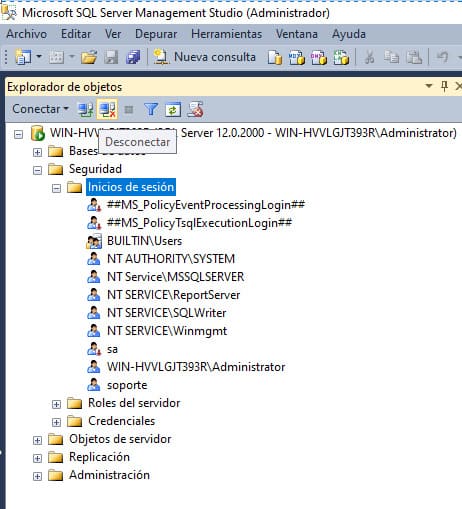 Microsoft SQL Server Management Studio (Administrador)
Archivo Editar Ver Depurar Herramientas Ventana Ayuda
Nueva consulta
Explorador de objetos
Conectar
WIN-HVVLGJT393R Server 12.0.2000 - WIN-HVVLGJT393R\Administrator)
Desconectar
Bases de datos
Seguridad
Inicios de sesión
##MS_PolicyEventProcessingLogin##
##MS_PolicyTsqlExecutionLogin##
BUILTIN\Users
NT AUTHORITY\SYSTEM
NT Service\MSSQLSERVER
NT SERVICE\ReportServer
NT SERVICE\SQLWriter
NT SERVICE\Winmgmt
sa
WIN-HVVLGJT393R\Administrator
soporte
Roles del servidor
Credenciales
Objetos de servidor
Replicación
Administración